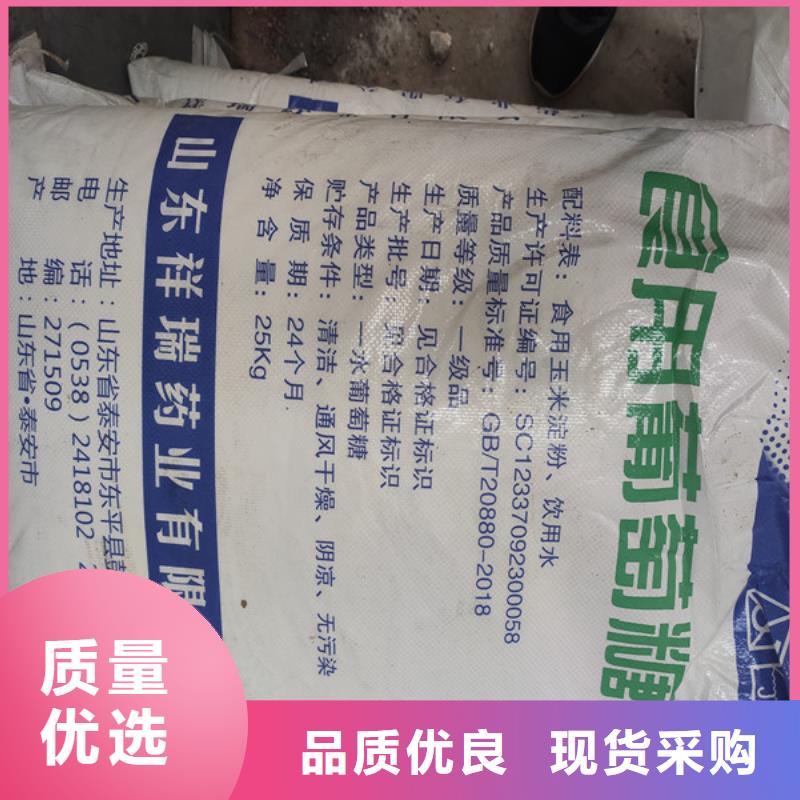 食用葡萄糖
配料表：食用玉米淀粉、饮用水
生产许可证编号：SC12337092300058
产品质量标准号：GB/T20880-2018
质量等级：一级品
生产日期：见合格证标识
生产批号：见合格证标识
产品类型：一水葡萄糖
贮存条件：清洁、通风干燥、阴凉、无污染
保质期：24个月.
净含量：25Kg
山东祥瑞药业有限
生产地址：山东省泰安市东平县
电话：(0538)2418102
邮编：271509
产地：山东省·泰安市
质量
优选
品质优良 现货采购